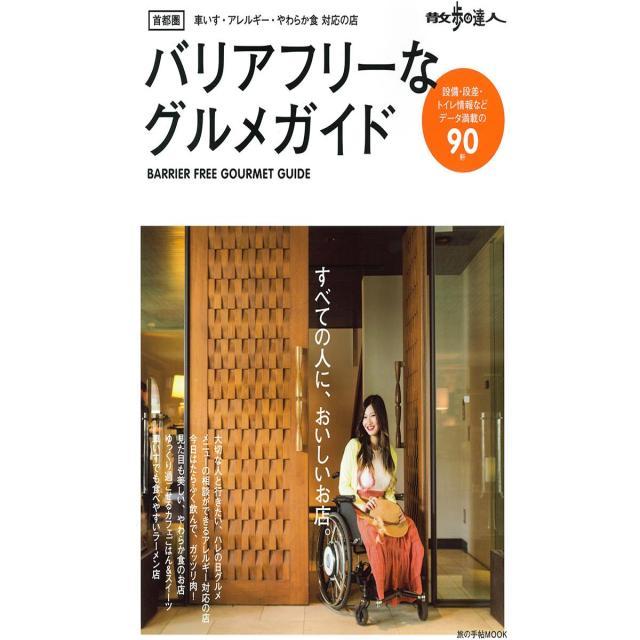 首都圏 車いす・アレルギー・やわらか食 対応の店
散歩の達人
バリアフリーな
グルメガイド
BARRIER FREE GOURMET GUIDE
設備・段差・
トイレ情報など
データ満載の
90軒
すべての人に、おいしいお店。
大切な人と行きたい、ハレの日グルメ
メニューの相談ができるアレルギー対応の店
今日はたらふく飲んで、ガッツリ肉！
見た目も美しい、やわらか食のお店
ゆっくり過ごせるカフェごはん&スイーツ
車いすでも食べやすいラーメン店
旅の手帖MOOK